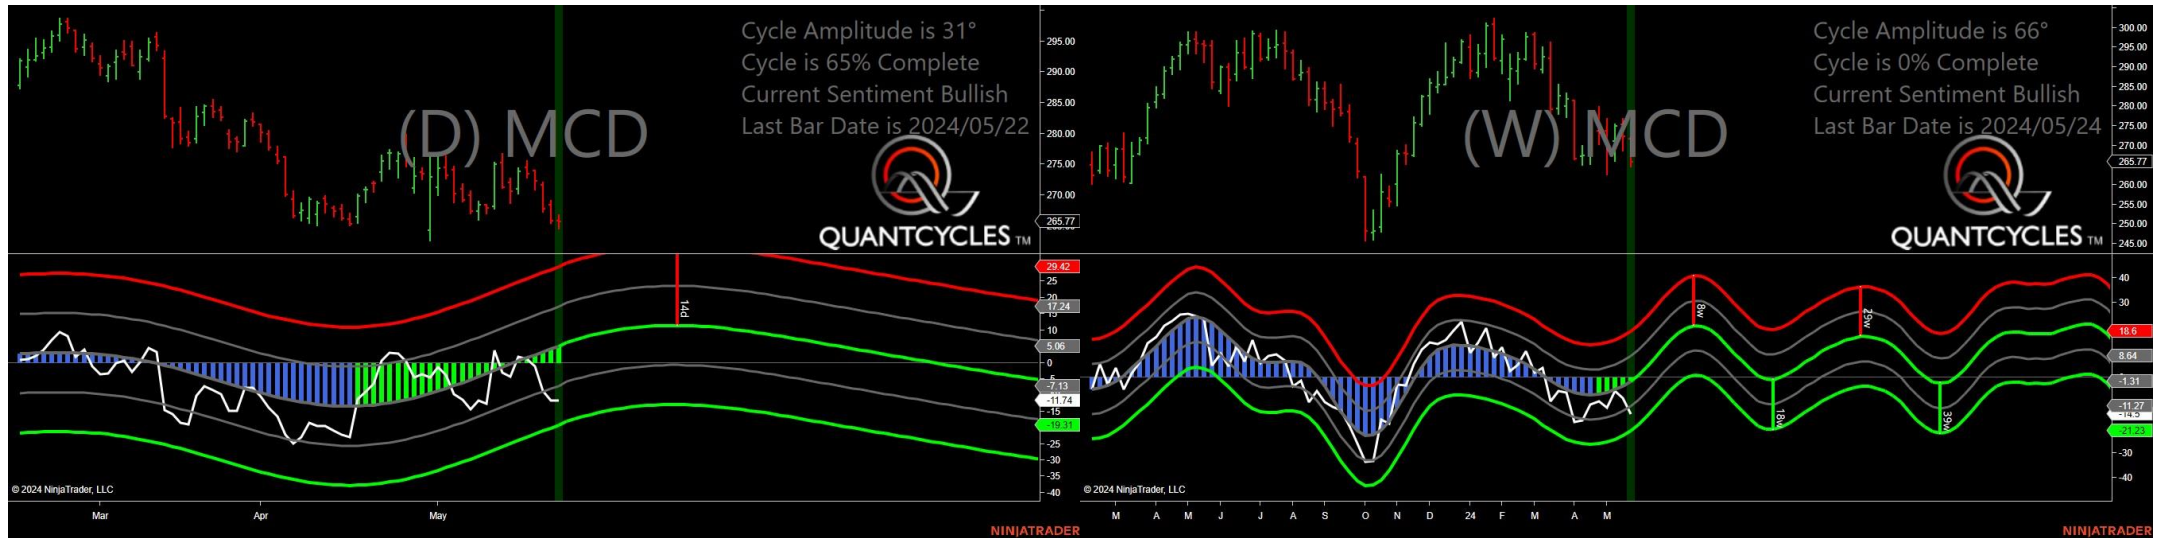 Cycle Amplitude is 31°
Cycle is 65% Complete
Current Sentiment Bullish
Last Bar Date is 2024/05/22
(D) MCD
QUANTCYCLES TM
295.00
290.00
285.00
280.00
275.00
270.00
265.77
29.42
25
20
17.24
10
5.06
0
-7.13
-11.74
-15
-19.31
-25
-30
-35
-40
14d
© 2024 NinjaTrader, LLC
Mar Apr May
NINJATRADER
Cycle Amplitude is 66°
Cycle is 0% Complete
Current Sentiment Bullish
Last Bar Date is 2024/05/24
(W) MCD
QUANTCYCLES TM
300.00
295.00
290.00
285.00
280.00
275.00
270.00
265.77
260.00
255.00
250.00
245.00
40
30
18.6
8.64
-1.31
-11.27
-14.5
-21.23
-30
-40
8w
18w
29w
39w
© 2024 NinjaTrader, LLC
M A M J J A S O N D 24 F M A M
NINJATRADER